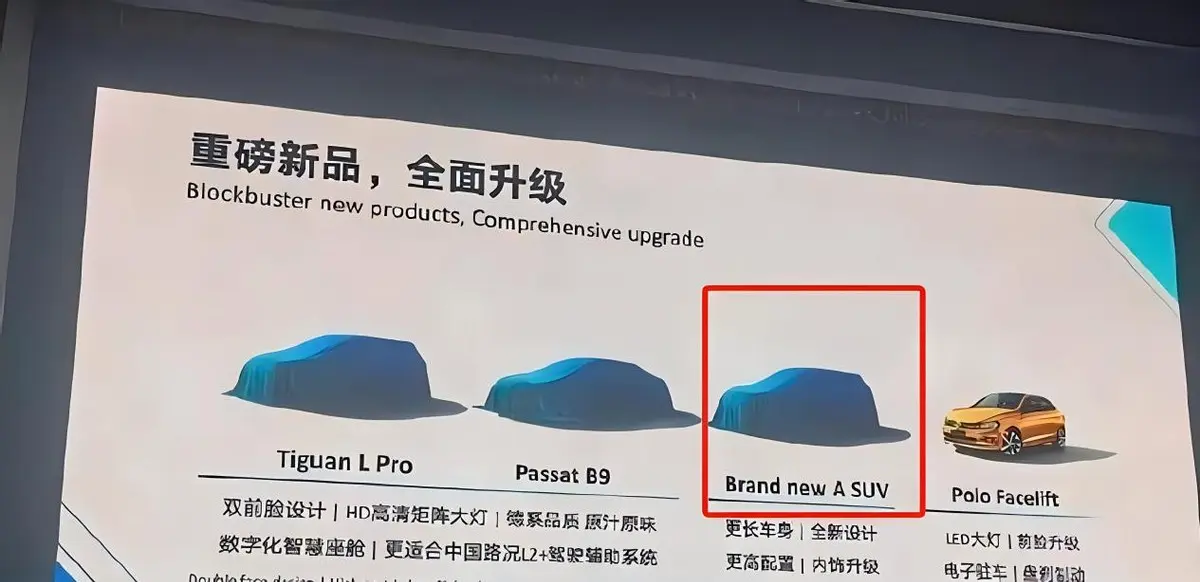 重磅新品，全面升级
Blockbuster new products, Comprehensive upgrade
Tiguan L Pro
双前脸设计 | HD高清矩阵大灯 | 德系品质 原汁原味
数字化智慧座舱 | 更适合中国路况L2+驾驶辅助系统
Passat B9
Brand new A SUV
更长车身 | 全新设计
更高配置 | 内饰升级
Polo Facelift
LED大灯 | 前脸升级
电子驻车 |